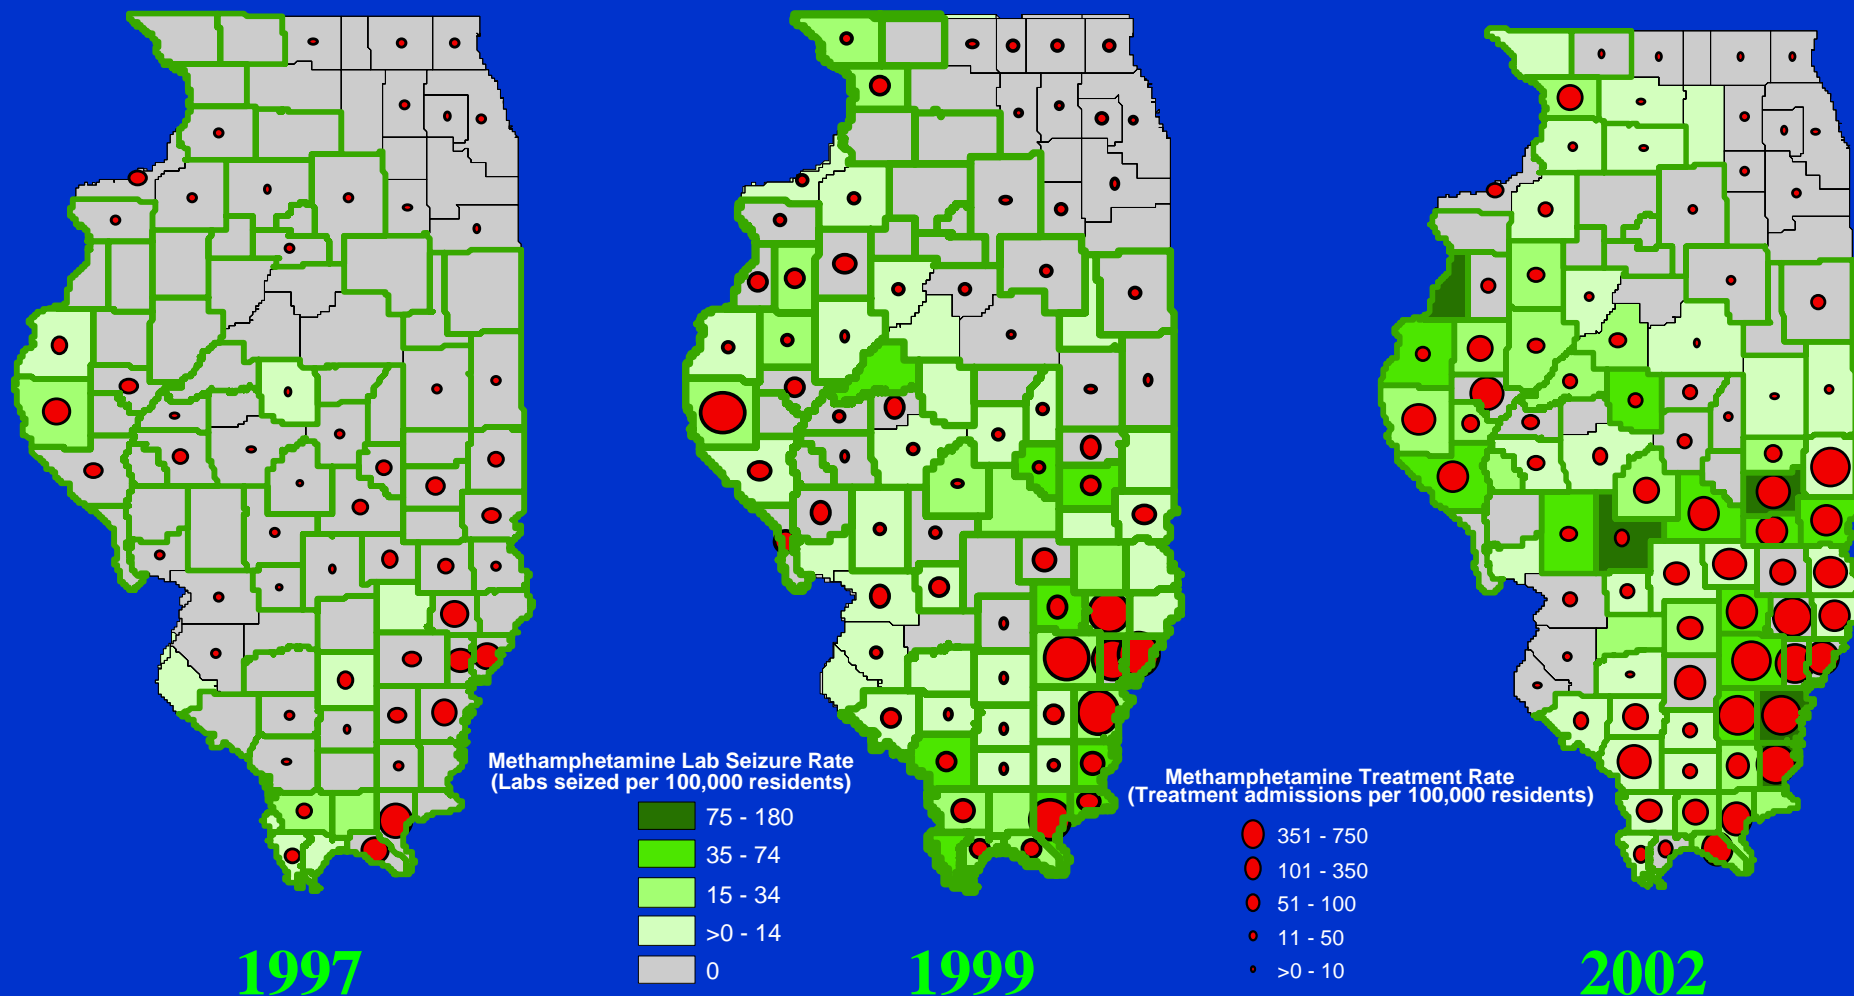 Methamphetamine Lab Seizure Rate
(Labs seized per 100,000 residents)
75 - 180
35 - 74
15 - 34
>0 - 14
0
Methamphetamine Treatment Rate
(Treatment admissions per 100,000 residents)
351 - 750
101 - 350
51 - 100
11 - 50
>0 - 10
1997
1999
2002